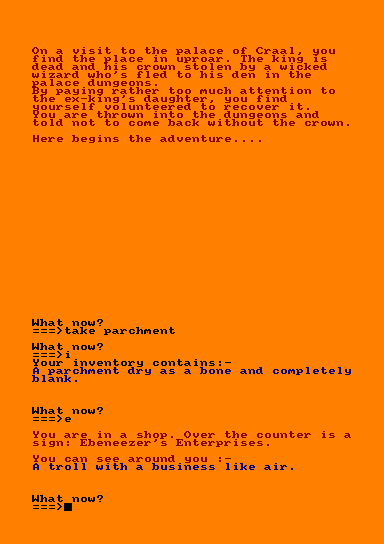 On a visit to the palace of Craal, you
find the place in uproar. The king is
dead and his crown stolen by a wicked
wizard who's fled to his den in the
palace dungeons.
By paying rather too much attention to
the ex-king's daughter, you find
yourself volunteered to recover it.
You are thrown into the dungeons and
told not to come back without the crown.
Here begins the adventure....
What now?
===>take parchment
What now?
===>i
Your inventory contains:-
A parchment dry as a bone and completely
blank.
What now?
===>e
You are in a shop. Over the counter is a
sign: Ebeneezer's Enterprises.
You can see around you :-
A troll with a business like air.
What now?
===>